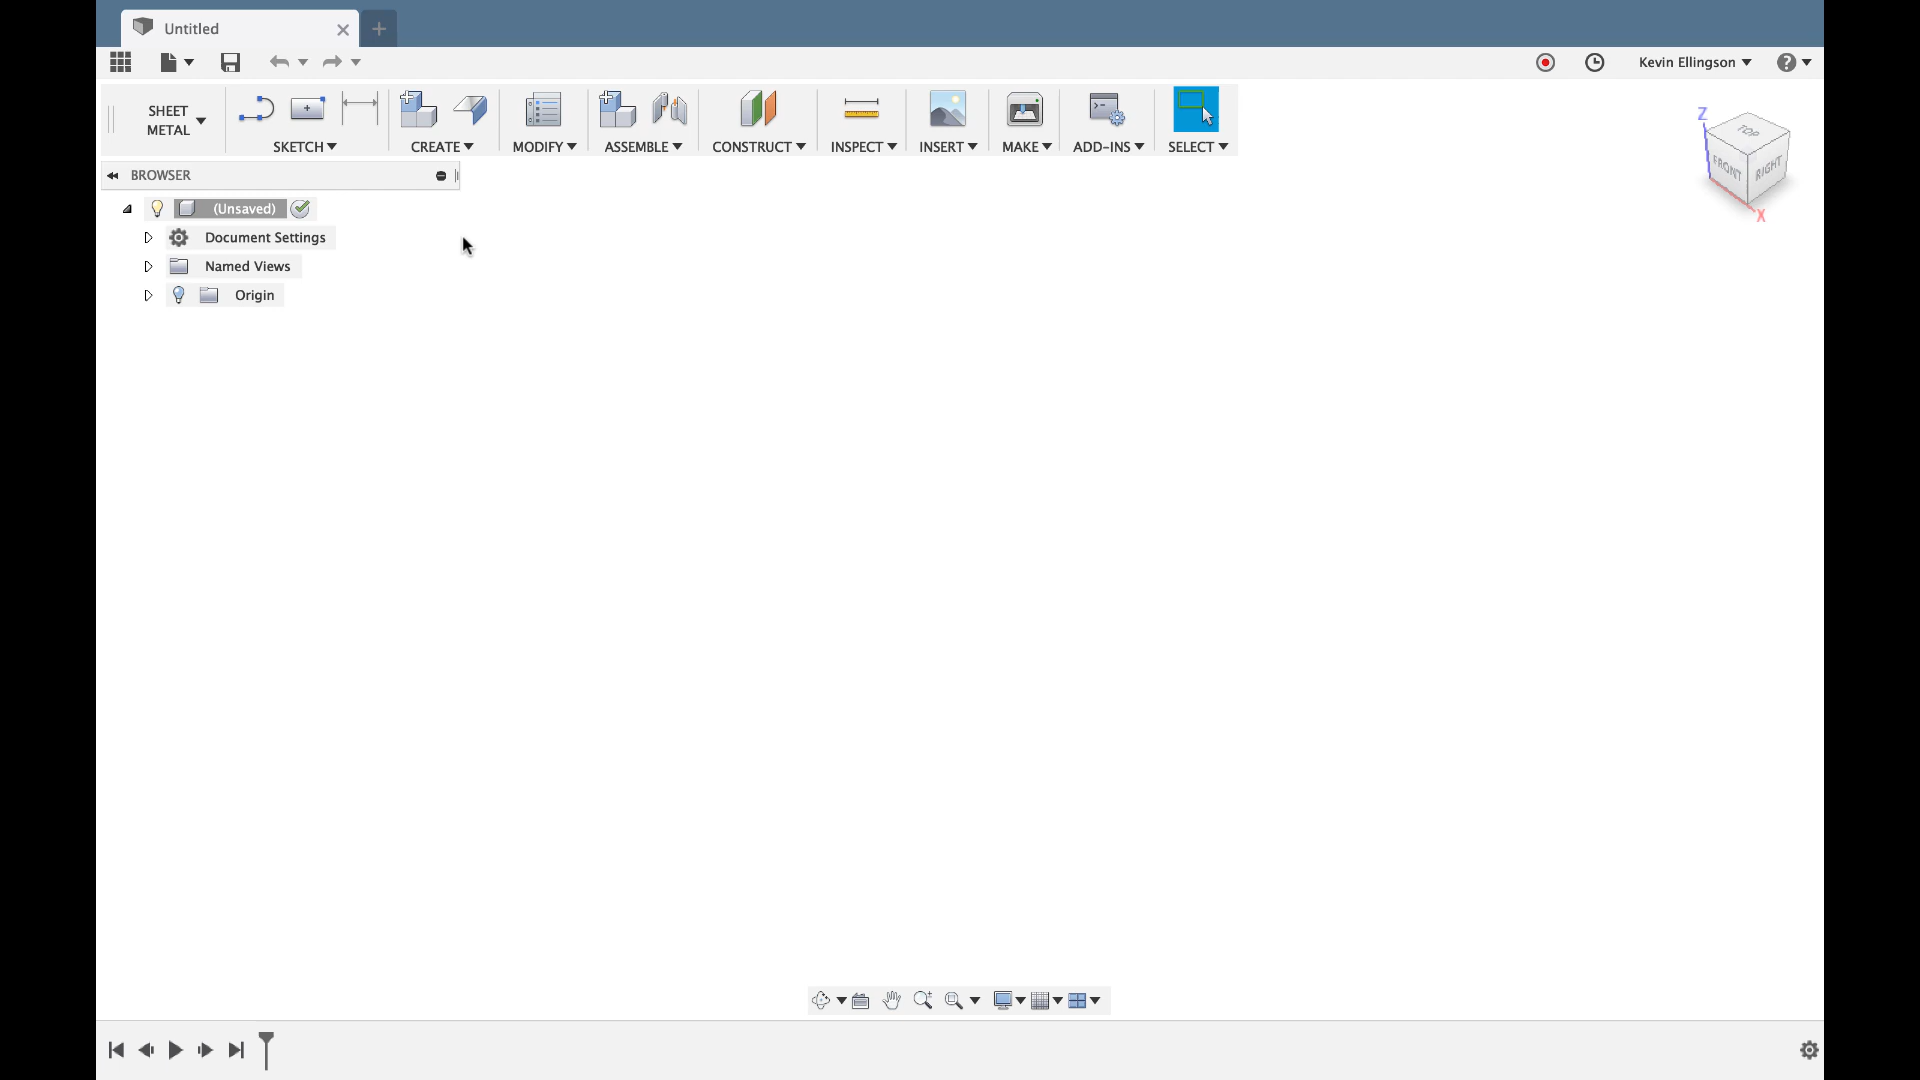 Untitled
Kevin Ellingson
SHEET
METAL
SKETCH
CREATE
MODIFY
ASSEMBLE
CONSTRUCT
INSPECT
INSERT
MAKE
ADD-INS
SELECT
Z
TOP
FRONT
RIGHT
X
BROWSER
(Unsaved)
Document Settings
Named Views
Origin